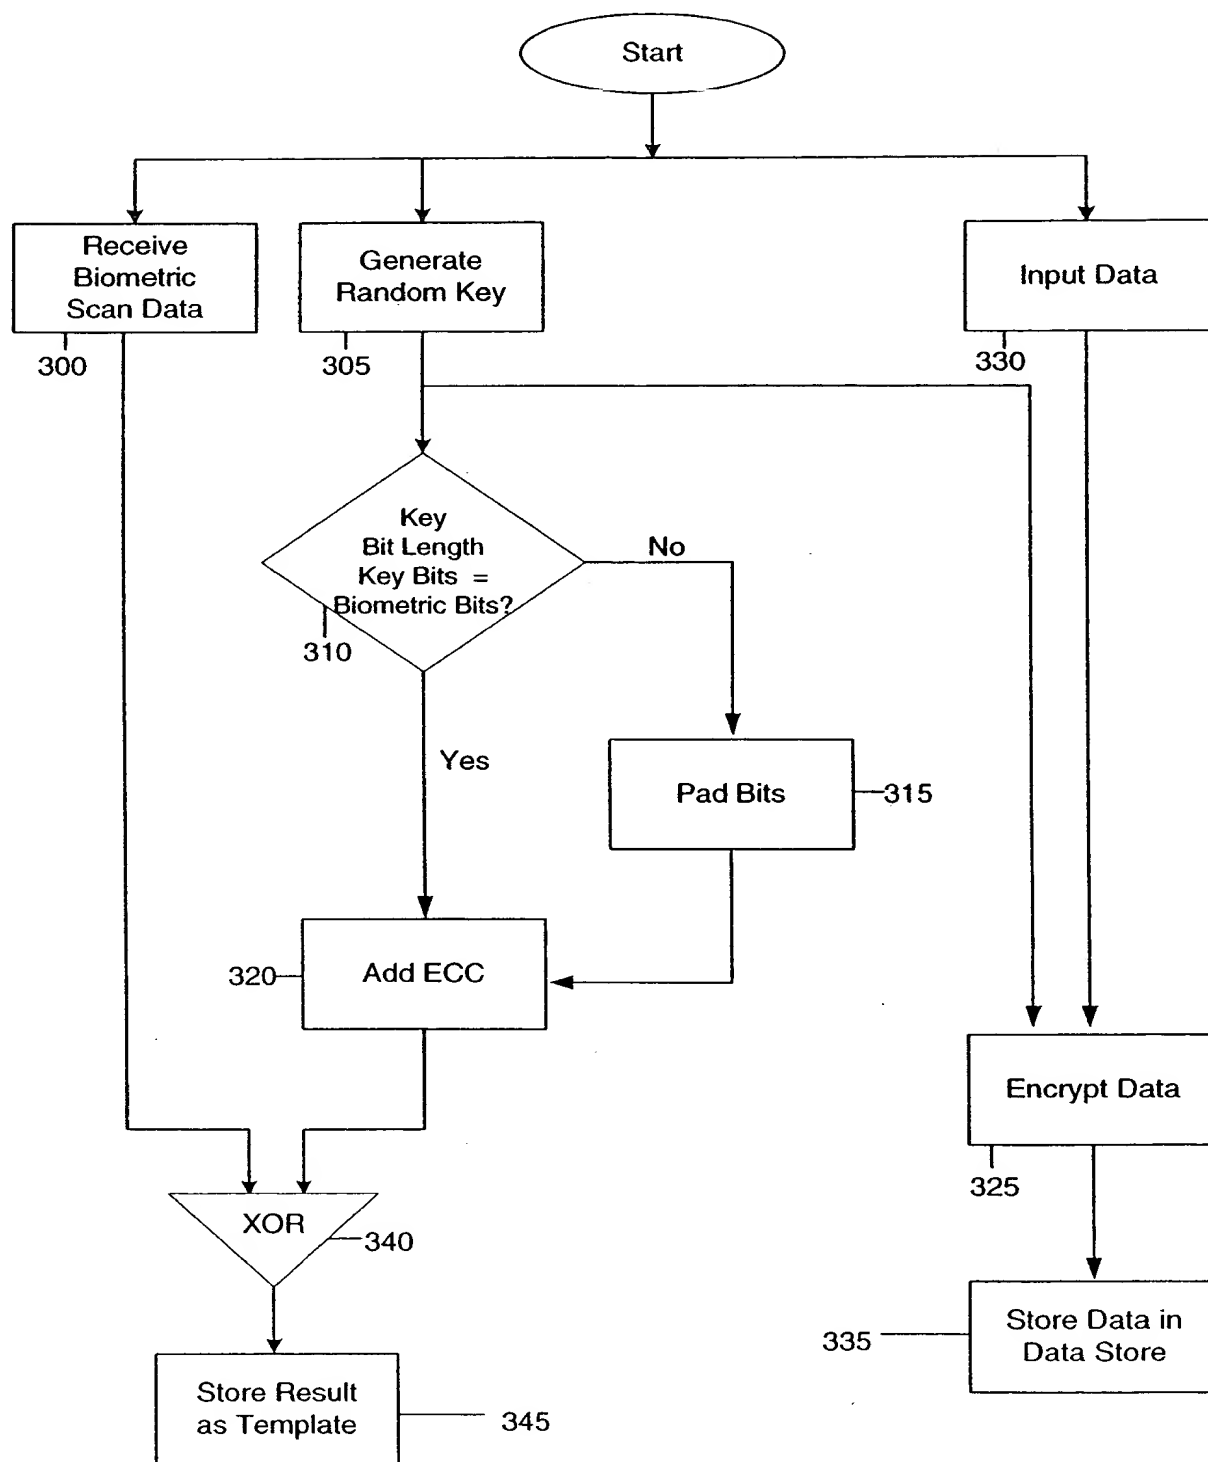 Start
Receive
Biometric
Scan Data
300
Generate
Random Key
305
Input Data
330
Key
Bit Length
Key Bits =
Biometric Bits?
310
No
Yes
Pad Bits
315
Add ECC
320
Encrypt Data
325
XOR
340
Store Data in
Data Store
335
Store Result
as Template
345